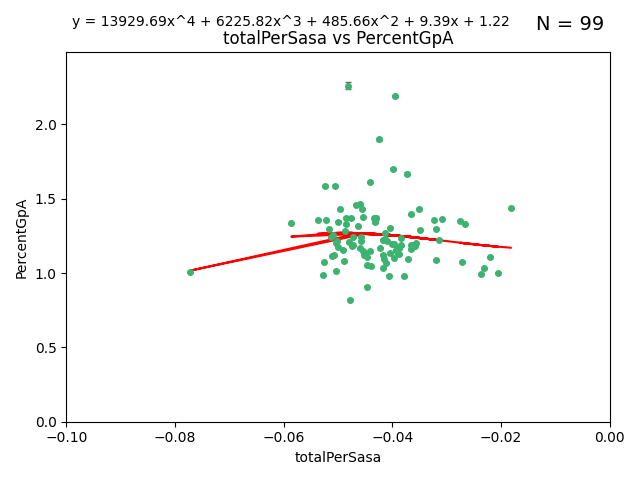 y = 13929.69x^4 + 6225.82x^3 + 485.66x^2 + 9.39x + 1.22
N = 99
totalPerSasa vs PercentGpA
PercentGpA
2.0
1.5
1.0
0.5
0.0
−0.10 −0.08 −0.06 −0.04 −0.02 0.00
totalPerSasa